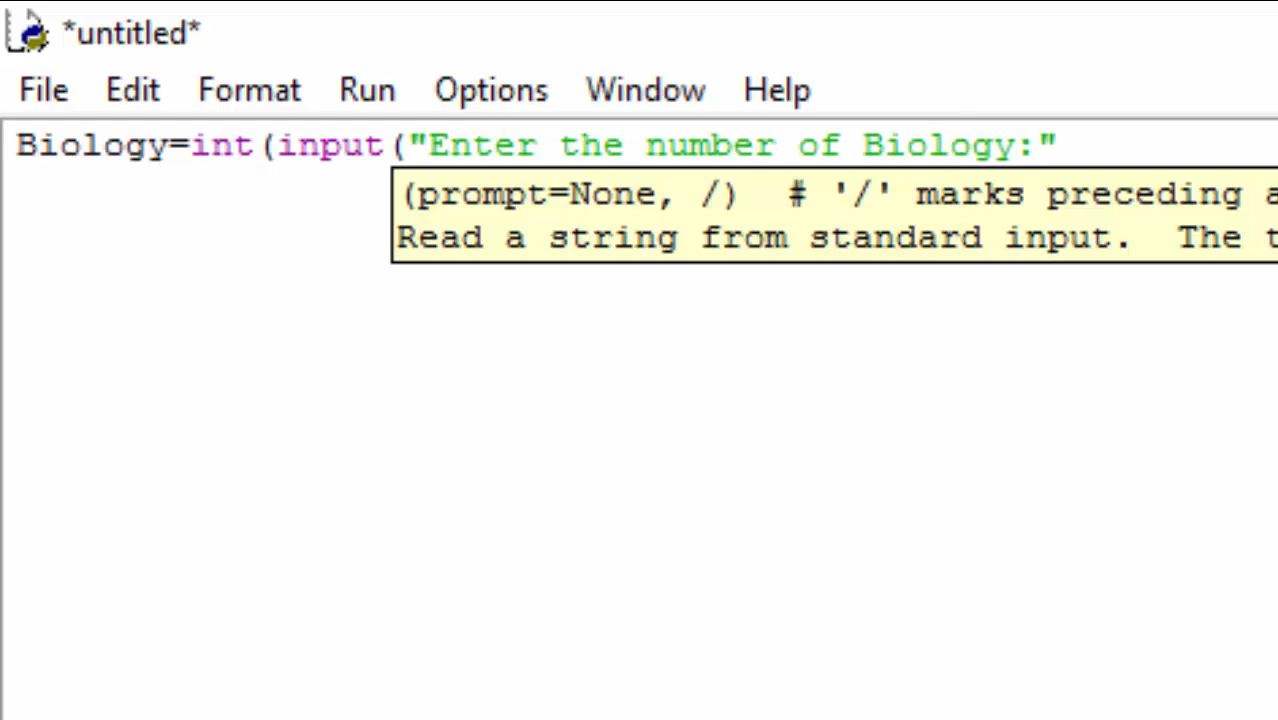 *untitled*
File Edit Format Run Options Window Help
Biology=int(input("Enter the number of Biology:"
(prompt=None, /)  # '/' marks preceding a
Read a string from standard input.  The t